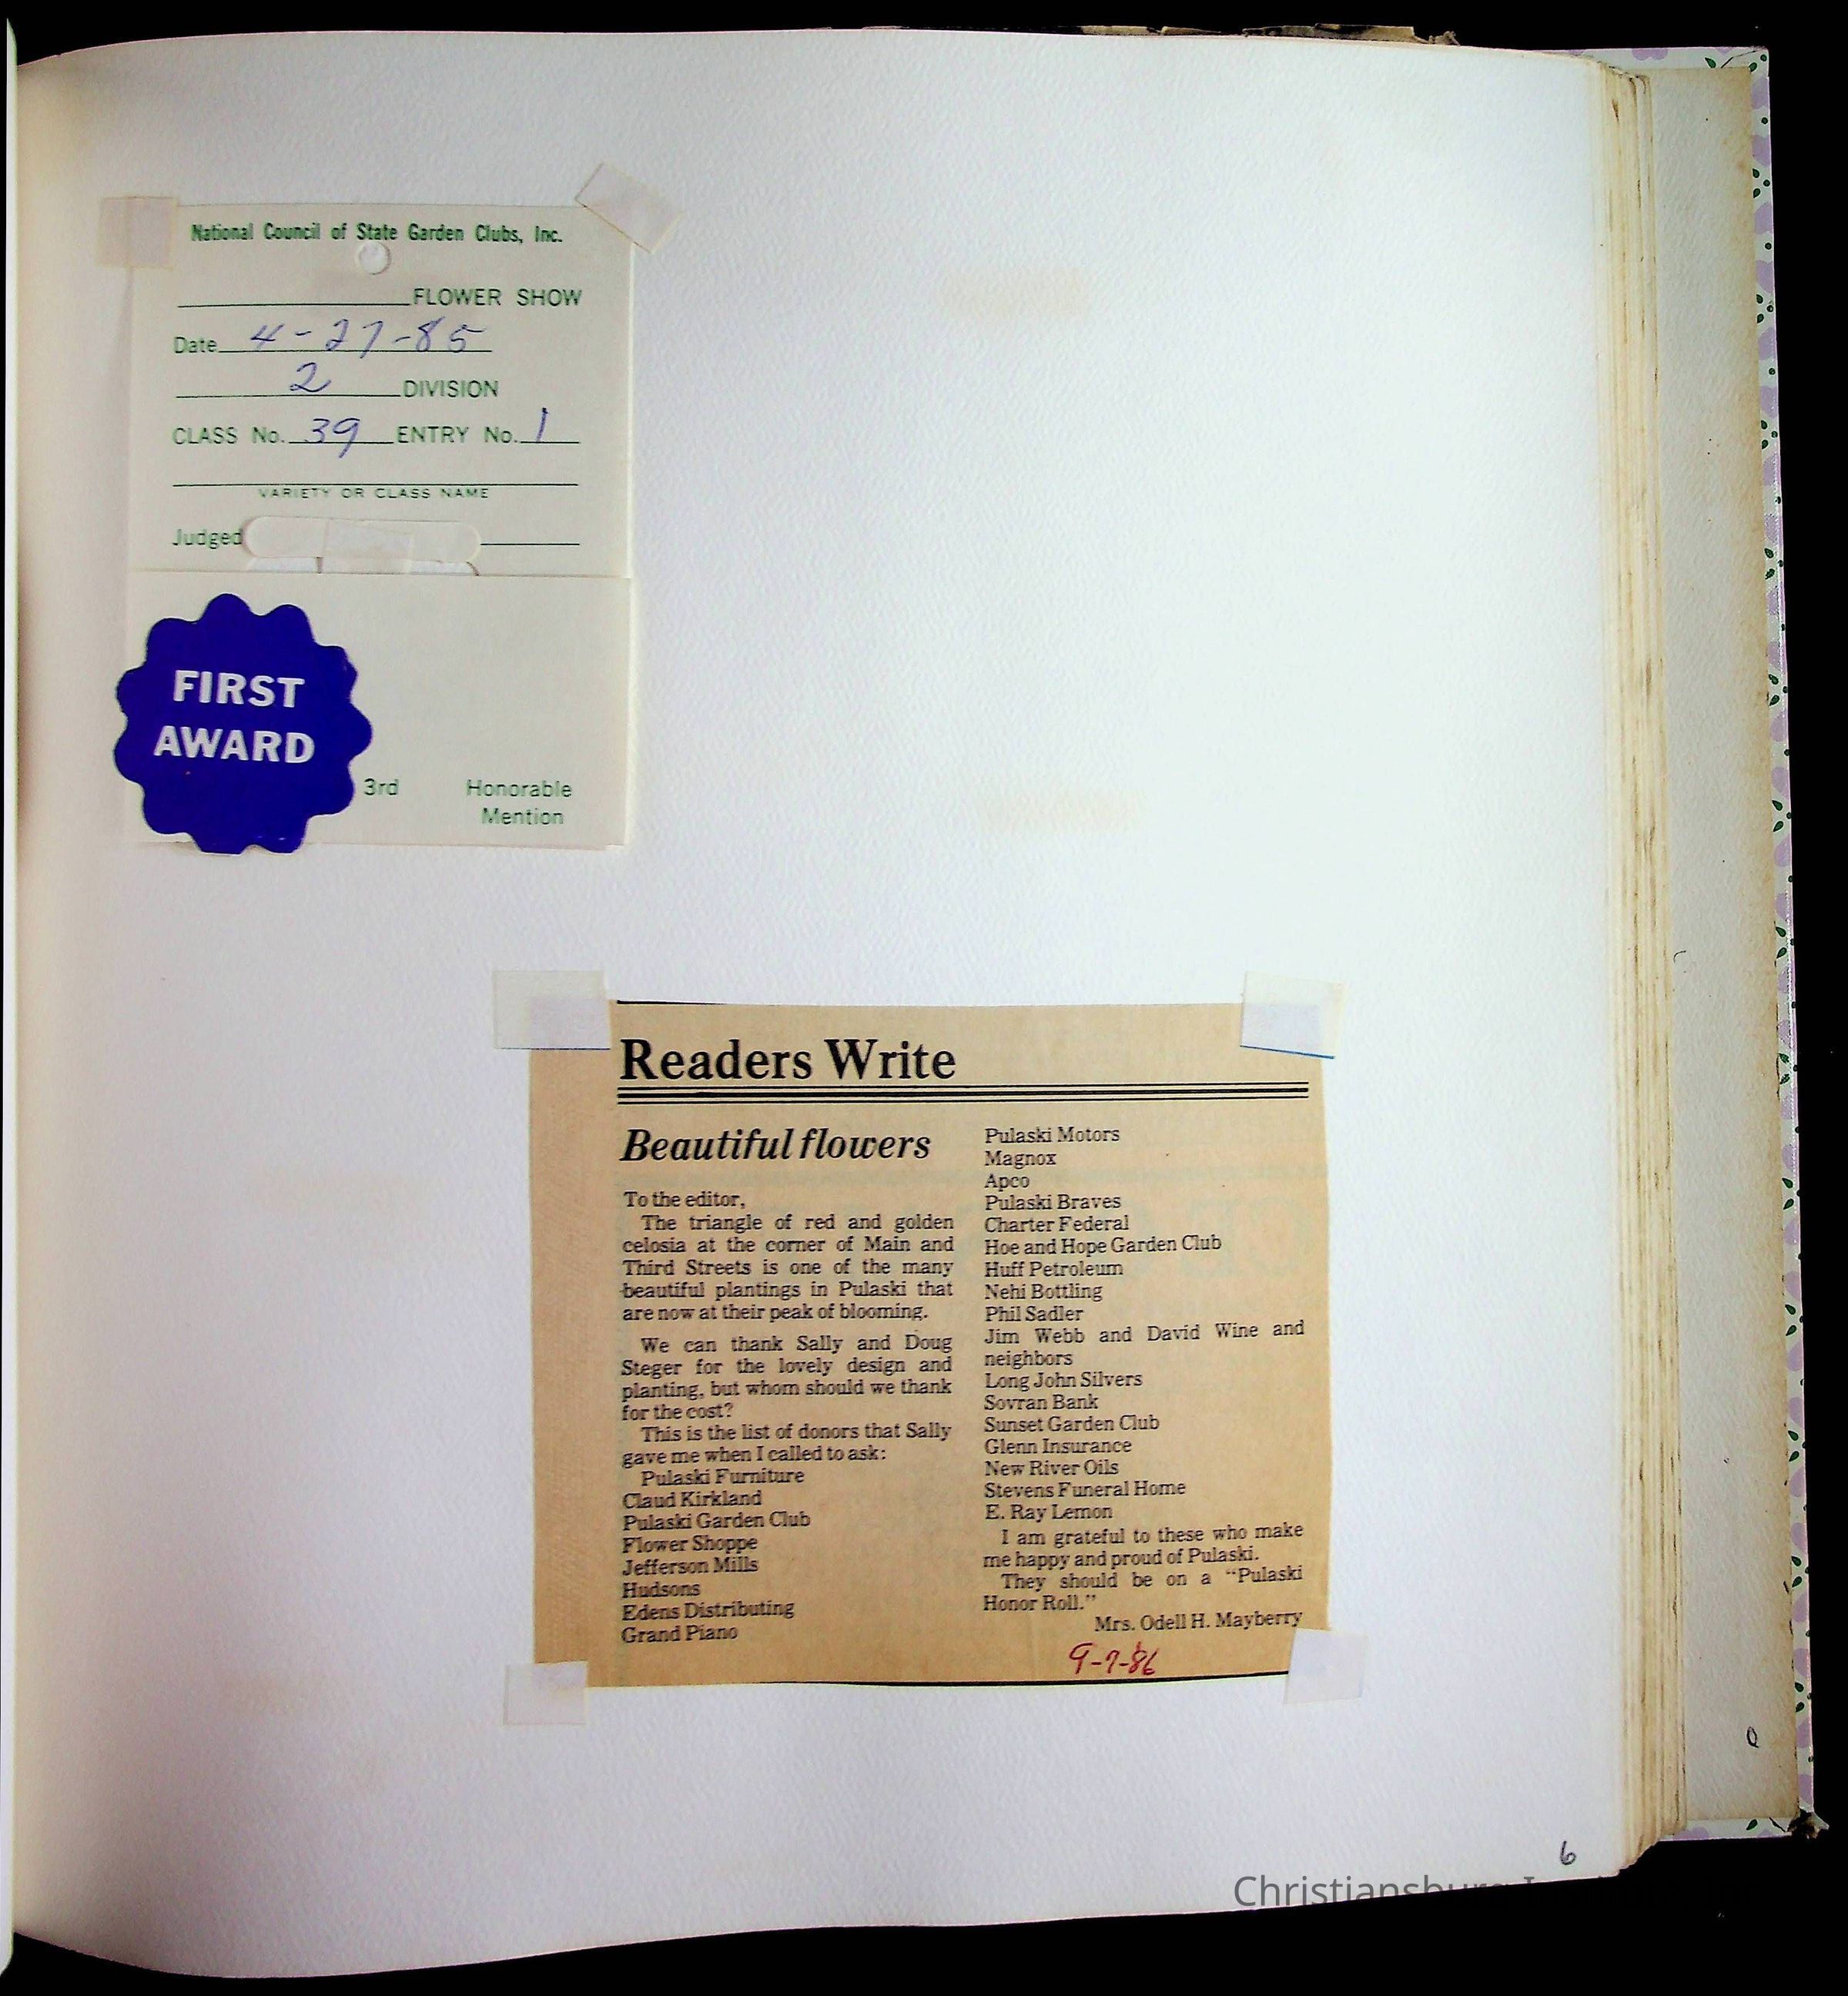 National Council of State Garden Clubs, Inc.
FLOWER SHOW
Date 4-27-85
2 DIVISION
CLASS No. 39 ENTRY No. 1
VARIETY OR CLASS NAME
Judged
FIRST
AWARD
3rd Honorable
Mention
Readers Write
Beautiful flowers
To the editor,
The triangle of red and golden
celosia at the corner of Main and
Third Streets is one of the many
beautiful plantings in Pulaski that
are now at their peak of blooming.
We can thank Sally and Doug
Steger for the lovely design and
planting, but whom should we thank
for the cost?
This is the list of donors that Sally
gave me when I called to ask:
Pulaski Furniture
Claud Kirkland
Pulaski Garden Club
Flower Shoppe
Jefferson Mills
Hudsons
Edens Distributing
Grand Piano
Pulaski Motors
Magnox
Apco
Pulaski Braves
Charter Federal
Hoe and Hope Garden Club
Huff Petroleum
Nehi Bottling
Phil Sadler
Jim Webb and David Wine and
neighbors
Long John Silvers
Sovran Bank
Sunset Garden Club
Glenn Insurance
New River Oils
Stevens Funeral Home
E. Ray Lemon
I am grateful to these who make
me happy and proud of Pulaski.
They should be on a "Pulaski
Honor Roll."
Mrs. Odell H. Mayberry
9-7-86
6